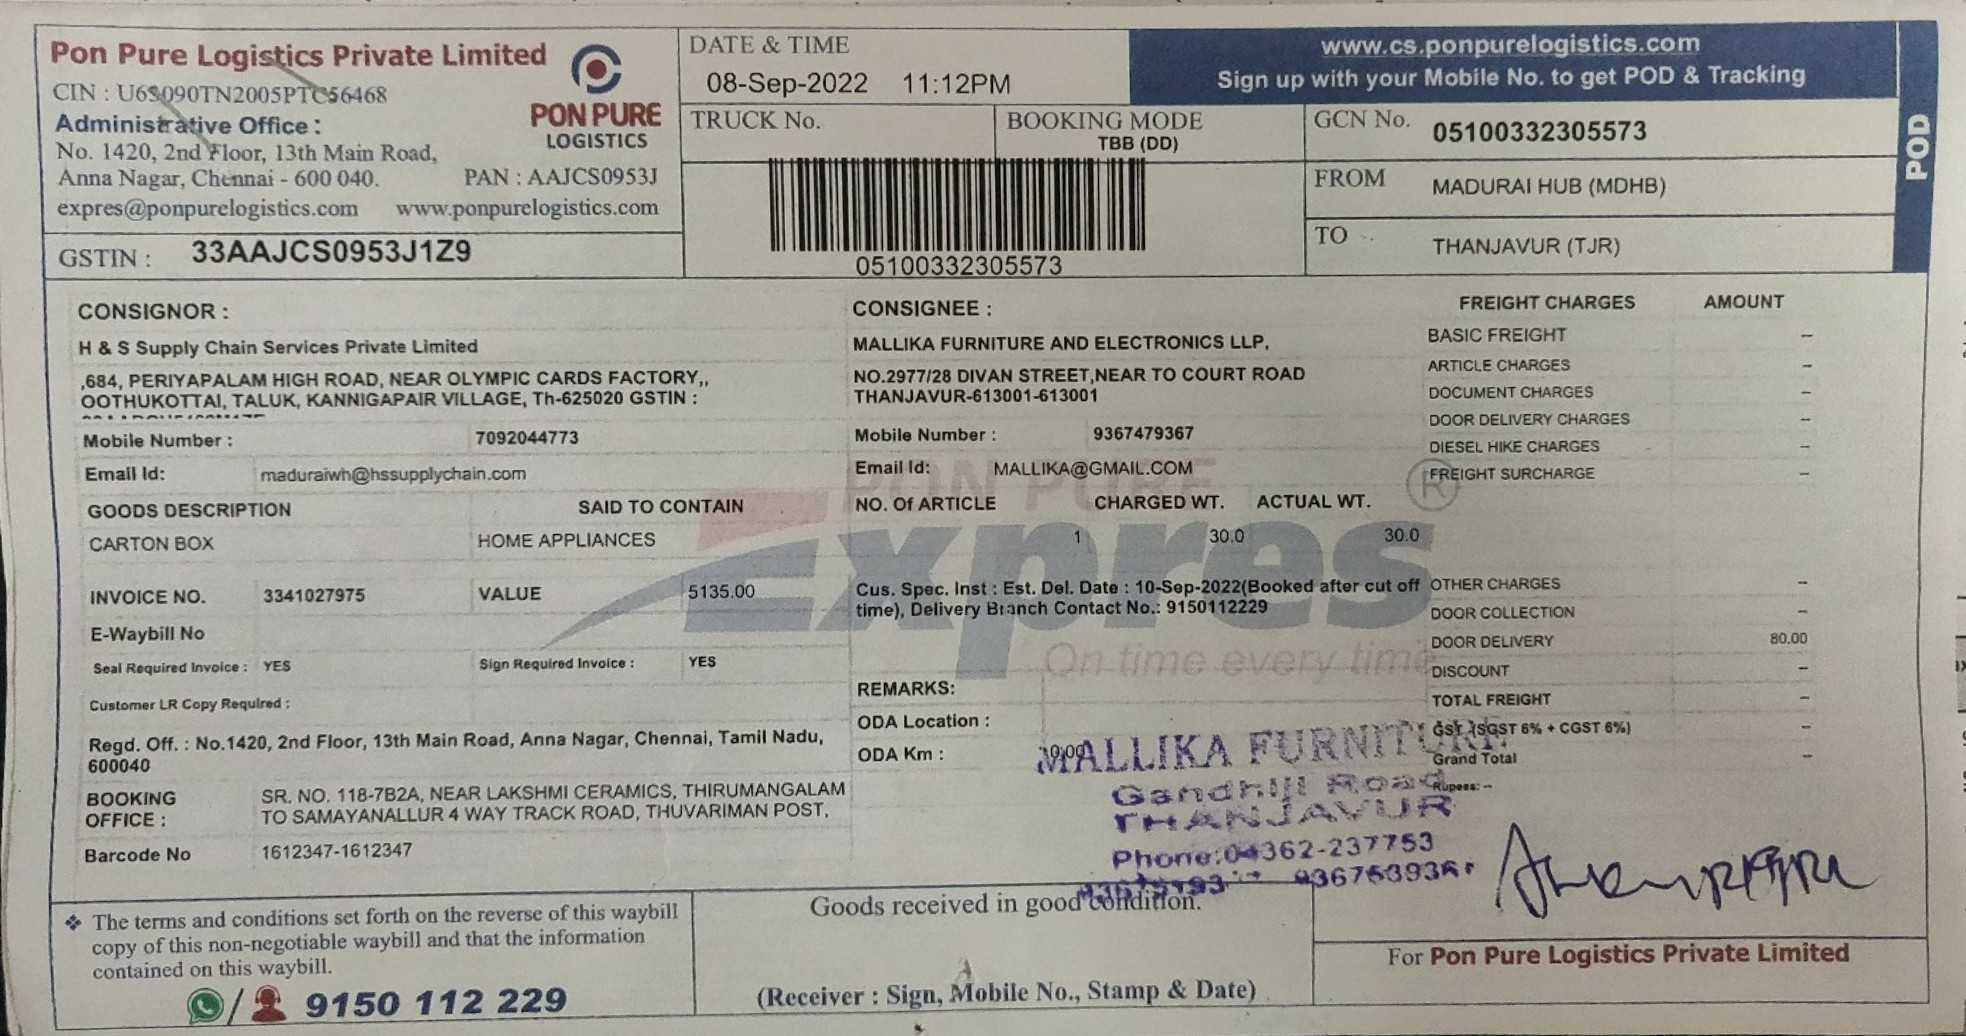 Pon Pure Logistics Private Limited
CIN : U63090TN2005PTC56468
Administrative Office :
No. 1420, 2nd Floor, 13th Main Road,
Anna Nagar, Chennai - 600 040.
PAN : AAJCS0953J
expres@ponpurelogistics.com www.ponpurelogistics.com
GSTIN : 33AAJCS0953J1Z9
PON PURE
LOGISTICS
DATE & TIME
08-Sep-2022 11:12PM
www.cs.ponpurelogistics.com
Sign up with your Mobile No. to get POD & Tracking
TRUCK No.
BOOKING MODE
TBB (DD)
05100332305573
GCN No. 05100332305573
FROM MADURAI HUB (MDHB)
TO THANJAVUR (TJR)
POD
CONSIGNOR :
H & S Supply Chain Services Private Limited
,684, PERIYAPALAM HIGH ROAD, NEAR OLYMPIC CARDS FACTORY,,
OOTHUKOTTAI, TALUK, KANNIGAPAIR VILLAGE, Th-625020 GSTIN :
Mobile Number : 7092044773
Email Id: maduraiwh@hssupplychain.com
CONSIGNEE :
MALLIKA FURNITURE AND ELECTRONICS LLP,
NO.2977/28 DIVAN STREET,NEAR TO COURT ROAD
THANJAVUR-613001-613001
Mobile Number : 9367479367
Email Id: MALLIKA@GMAIL.COM
GOODS DESCRIPTION SAID TO CONTAIN NO. Of ARTICLE CHARGED WT. ACTUAL WT.
CARTON BOX HOME APPLIANCES 1 30.0 30.0
INVOICE NO. 3341027975 VALUE 5135.00
E-Waybill No
Seal Required Invoice : YES Sign Required Invoice : YES
Customer LR Copy Required :
Regd. Off. : No.1420, 2nd Floor, 13th Main Road, Anna Nagar, Chennai, Tamil Nadu,
600040
BOOKING OFFICE : SR. NO. 118-7B2A, NEAR LAKSHMI CERAMICS, THIRUMANGALAM
TO SAMAYANALLUR 4 WAY TRACK ROAD, THUVARIMAN POST,
Barcode No 1612347-1612347
Cus. Spec. Inst : Est. Del. Date : 10-Sep-2022(Booked after cut off
time), Delivery Branch Contact No.: 9150112229
REMARKS:
ODA Location :
ODA Km :
PON PURE
Expres ®
On time every time
FREIGHT CHARGES AMOUNT
BASIC FREIGHT –
ARTICLE CHARGES –
DOCUMENT CHARGES –
DOOR DELIVERY CHARGES –
DIESEL HIKE CHARGES –
FREIGHT SURCHARGE –
OTHER CHARGES –
DOOR COLLECTION –
DOOR DELIVERY 80.00
DISCOUNT –
TOTAL FREIGHT –
GST (SGST 6% + CGST 6%) –
Grand Total –
Rupees: –
MALLIKA FURNITURE
Gandhiji Road
THANJAVUR
Phone:04362-237753
❖ The terms and conditions set forth on the reverse of this waybill
copy of this non-negotiable waybill and that the information
contained on this waybill.
/ 9150 112 229
Goods received in good condition.
(Receiver : Sign, Mobile No., Stamp & Date)
For Pon Pure Logistics Private Limited